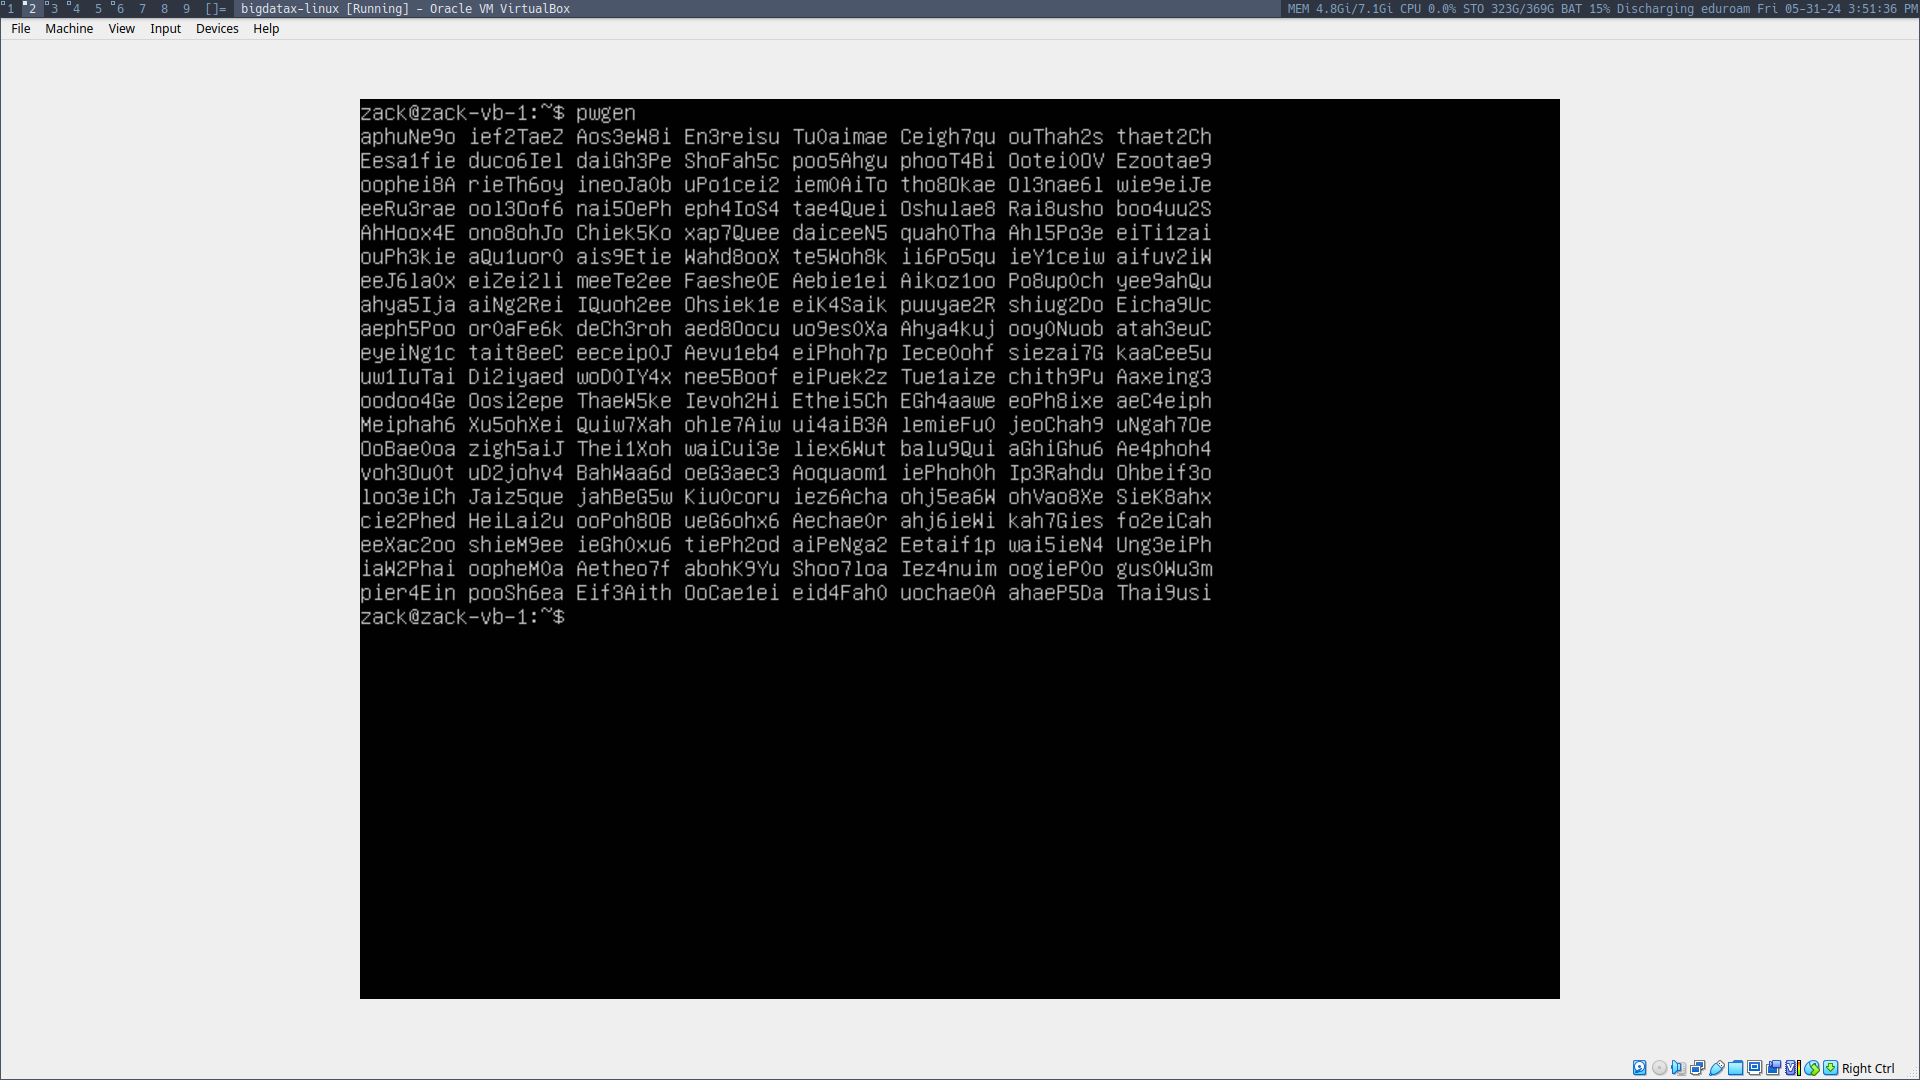 1 2 3 4 5 6 7 8 9 []= bigdatax-linux [Running] - Oracle VM VirtualBox MEM 4.8Gi/7.1Gi CPU 0.0% STO 323G/369G BAT 15% Discharging eduroam Fri 05-31-24 3:51:36 PM
File Machine View Input Devices Help
zack@zack-vb-1:~$ pwgen
aphuNe9o ief2TaeZ Aos3eW8i En3reisu Tu0aimae Ceigh7qu ouThah2s thaet2Ch
Eesa1fie duco6Iel daiGh3Pe ShoFah5c poo5Ahgu phooT4Bi Ootei0OV Ezootae9
oophei8A rieTh6oy ineoJa0b uPo1cei2 iem0AiTo tho8Okae Ol3nae6l wie9eiJe
eeRu3rae ool3Oof6 nai5OePh eph4IoS4 tae4Quei Oshulae8 Rai8usho boo4uu2S
AhHoox4E ono8ohJo Chiek5Ko xap7Quee daiceeN5 quah0Tha Ahl5Po3e eiTi1zai
ouPh3kie aQu1uor0 ais9Etie Wahd8ooX te5Woh8k ii6Po5qu ieY1ceiw aifuv2iW
eeJ6la0x eiZei2li meeTe2ee Faeshe0E Aebie1ei Aikoz1oo Po8up0ch yee9ahQu
ahya5Ija aiNg2Rei IQuoh2ee Ohsiek1e eiK4Saik puuyae2R shiug2Do Eicha9Uc
aeph5Poo or0aFe6k deCh3roh aed8Oocu uo9es0Xa Ahya4kuj ooy0Nuob atah3euC
eyeiNg1c tait8eeC eeceip0J Aevu1eb4 eiPhoh7p Iece0ohf siezai7G kaaCee5u
uw1IuTai Di2iyaed woD0IY4x nee5Boof eiPuek2z Tue1aize chith9Pu Aaxeing3
oodoo4Ge Oosi2epe ThaeW5ke Ievoh2Hi Ethei5Ch EGh4aawe eoPh8ixe aeC4eiph
Meiphah6 Xu5ohXei Quiw7Xah ohle7Aiw ui4aiB3A lemieFu0 jeoChah9 uNgah7Oe
OoBae0oa zigh5aiJ Thei1Xoh waiCui3e liex6Wut balu9Qui aGhiGhu6 Ae4phoh4
voh3Ou0t uD2johv4 BahWaa6d oeG3aec3 Aoquaom1 iePhoh0h Ip3Rahdu Ohbeif3o
loo3eiCh Jaiz5que jahBeG5w Kiu0coru iez6Acha ohj5ea6W ohVao8Xe SieK8ahx
cie2Phed HeiLai2u ooPoh8OB ueG6ohx6 Aechae0r ahj6ieWi kah7Gies fo2eiCah
eeXac2oo shieM9ee ieGh0xu6 tiePh2od aiPeNga2 Eetaif1p wai5ieN4 Ung3eiPh
iaW2Phai oopheM0a Aetheo7f abohK9Yu Shoo7loa Iez4nuim oogieP0o gus0Wu3m
pier4Ein pooSh6ea Eif3Aith OoCae1ei eid4Fah0 uochae0A ahaeP5Da Thai9usi
zack@zack-vb-1:~$
Right Ctrl